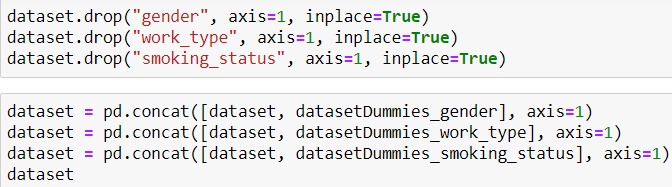 dataset.drop("gender", axis=1, inplace=True)
dataset.drop("work_type", axis=1, inplace=True)
dataset.drop("smoking_status", axis=1, inplace=True)
dataset = pd.concat([dataset, datasetDummies_gender], axis=1)
dataset = pd.concat([dataset, datasetDummies_work_type], axis=1)
dataset = pd.concat([dataset, datasetDummies_smoking_status], axis=1)
dataset